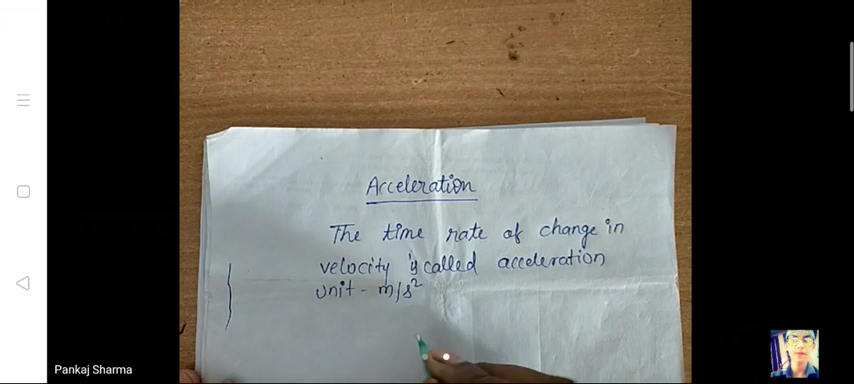 Acceleration
The time rate of change in
velocity is called acceleration
unit - m/s²
Pankaj Sharma